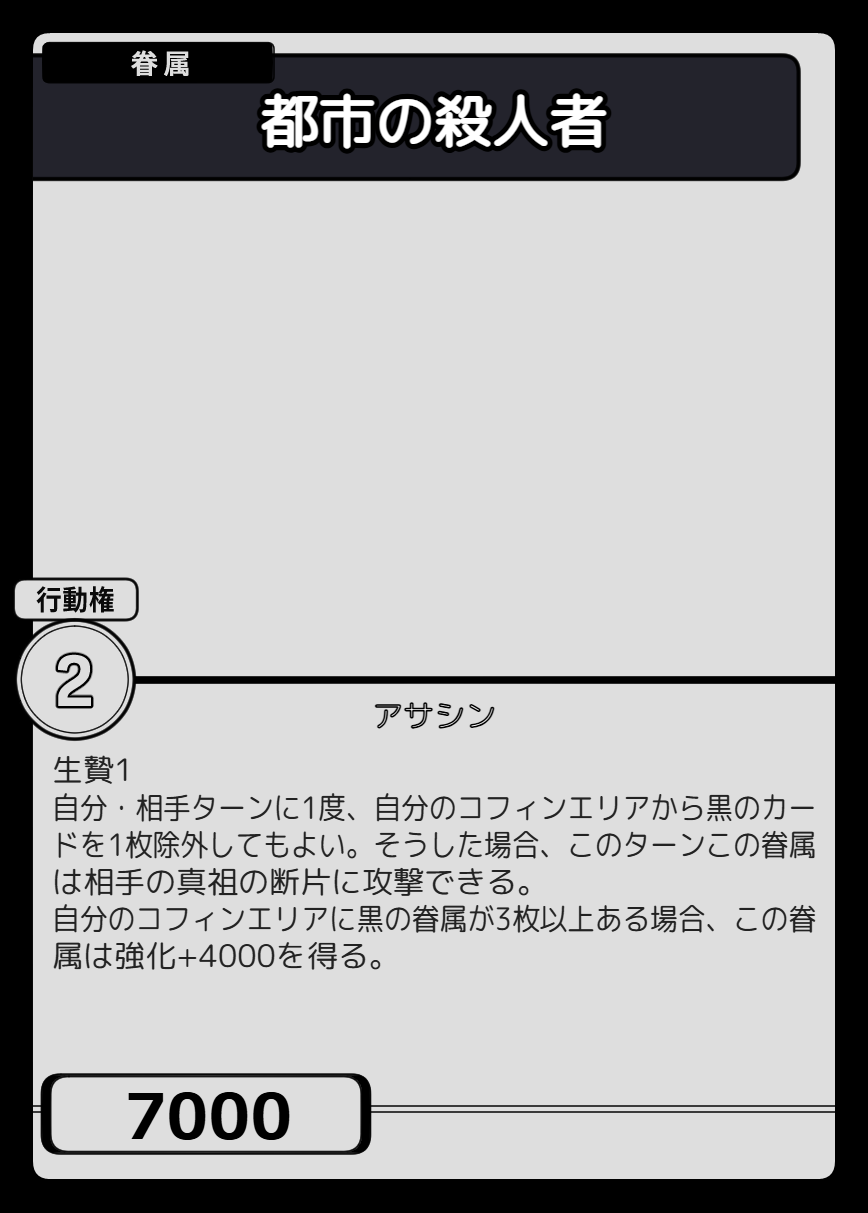 眷属
都市の殺人者
行動権
2
アサシン
生贄1
自分・相手ターンに1度、自分のコフィンエリアから黒のカー
ドを1枚除外してもよい。そうした場合、このターンこの眷属
は相手の真祖の断片に攻撃できる。
自分のコフィンエリアに黒の眷属が3枚以上ある場合、この眷
属は強化+4000を得る。
7000